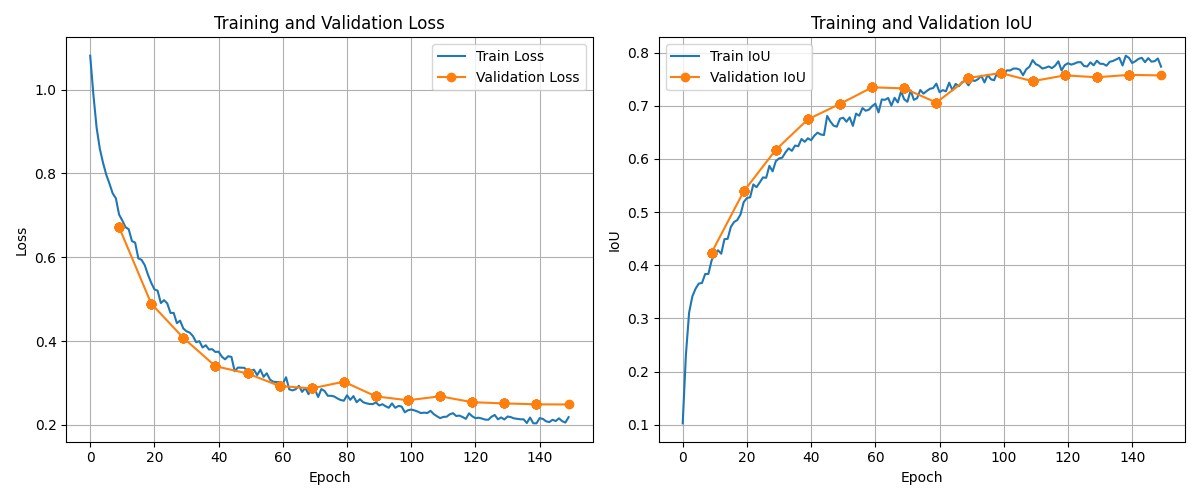 Training and Validation Loss
Train Loss
Validation Loss
Loss
1.0
0.8
0.6
0.4
0.2
0 20 40 60 80 100 120 140
Epoch
Training and Validation IoU
Train IoU
Validation IoU
IoU
0.8
0.7
0.6
0.5
0.4
0.3
0.2
0.1
0 20 40 60 80 100 120 140
Epoch